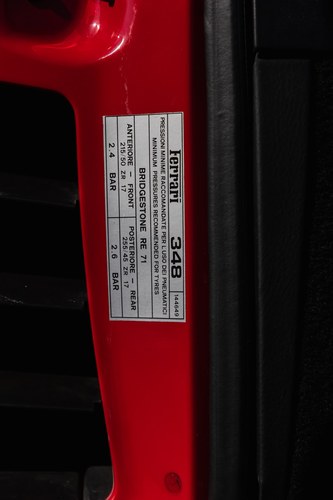 Ferrari 348 144549
PRESSIONI MINIME RACCOMANDATE PER L'USO DEI PNEUMATICI
MINIMUM PRESSURES RECOMMENDED FOR TYRES
BRIDGESTONE RE 71
ANTERIORE – FRONT POSTERIORE – REAR
215/50 ZR 17 255/45 ZR 17
2,4 BAR 2,6 BAR